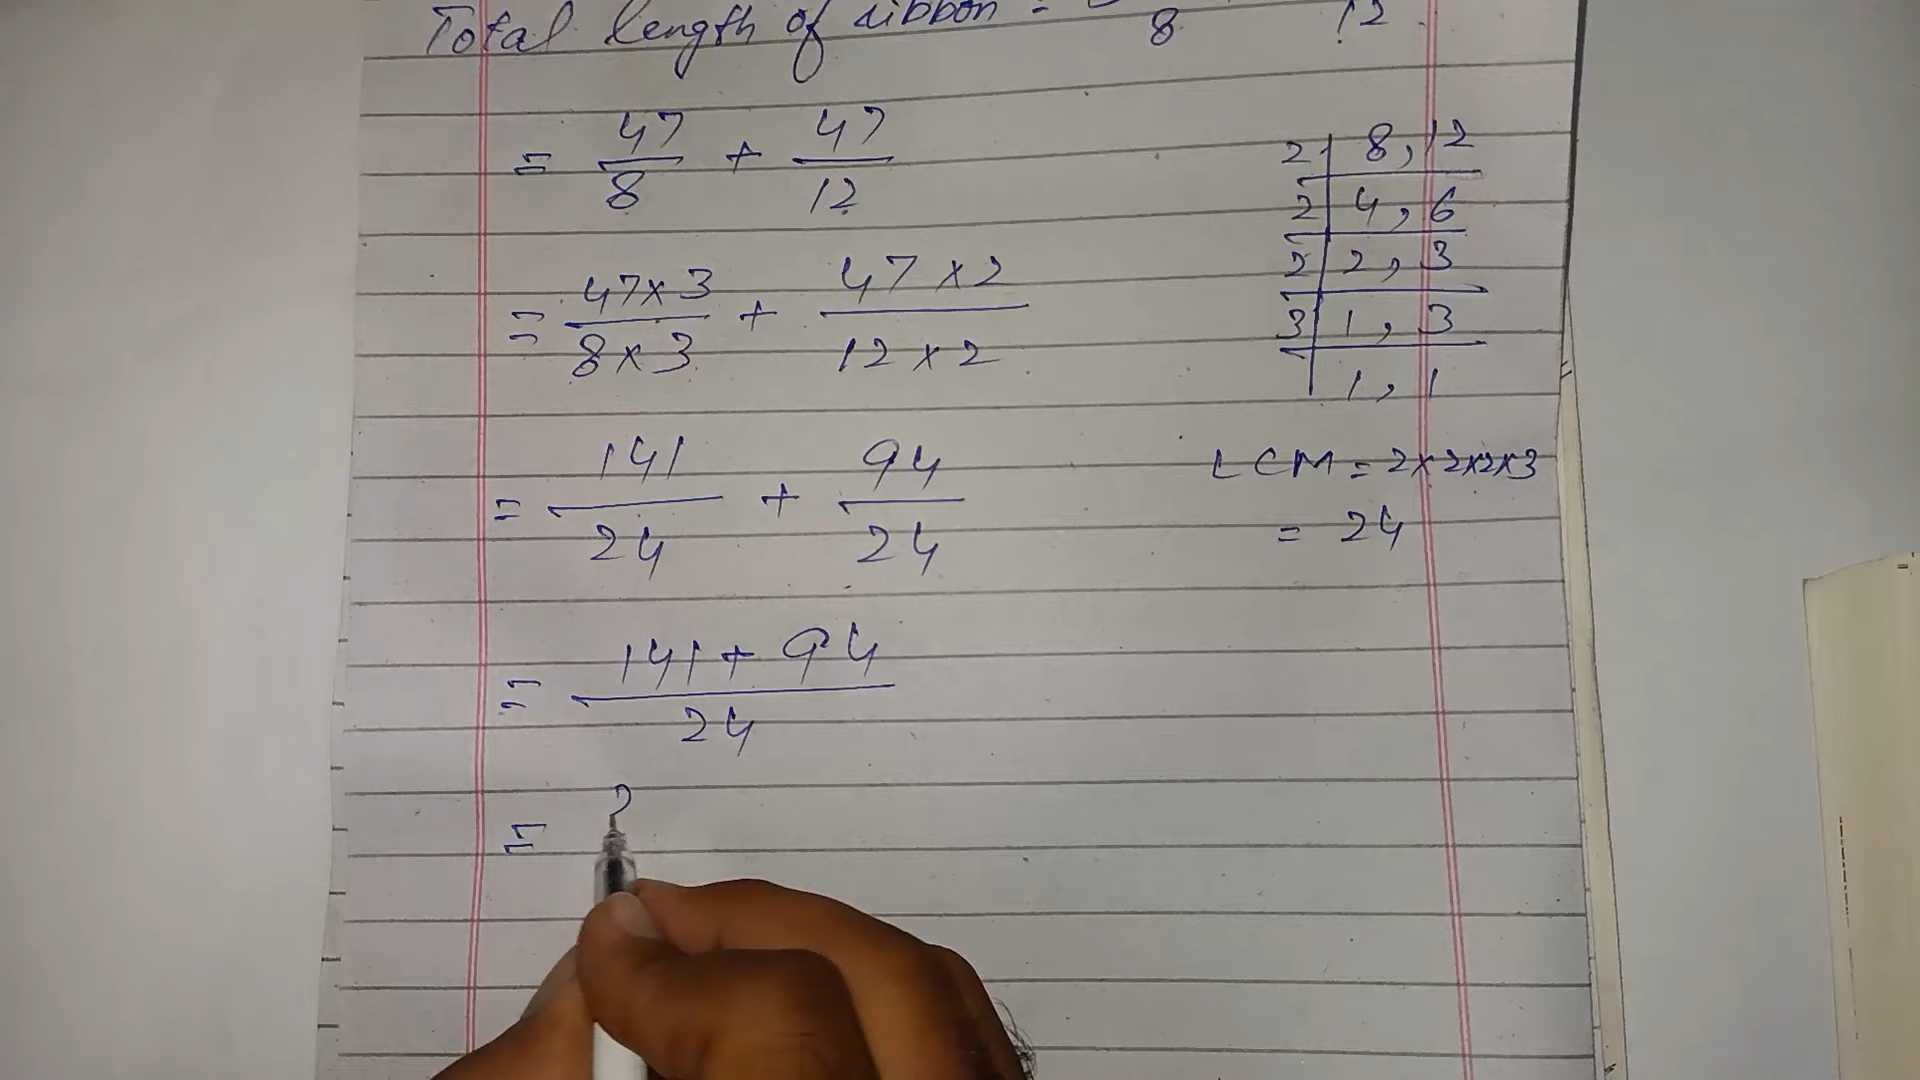 Total length of ribbon =
8 12
= 47/8 + 47/12
= 47×3/8×3 + 47×2/12×2
= 141/24 + 94/24
= 141+94/24
= 2
2 | 8, 12
2 | 4, 6
2 | 2, 3
3 | 1, 3
1, 1
LCM = 2×2×2×3
= 24